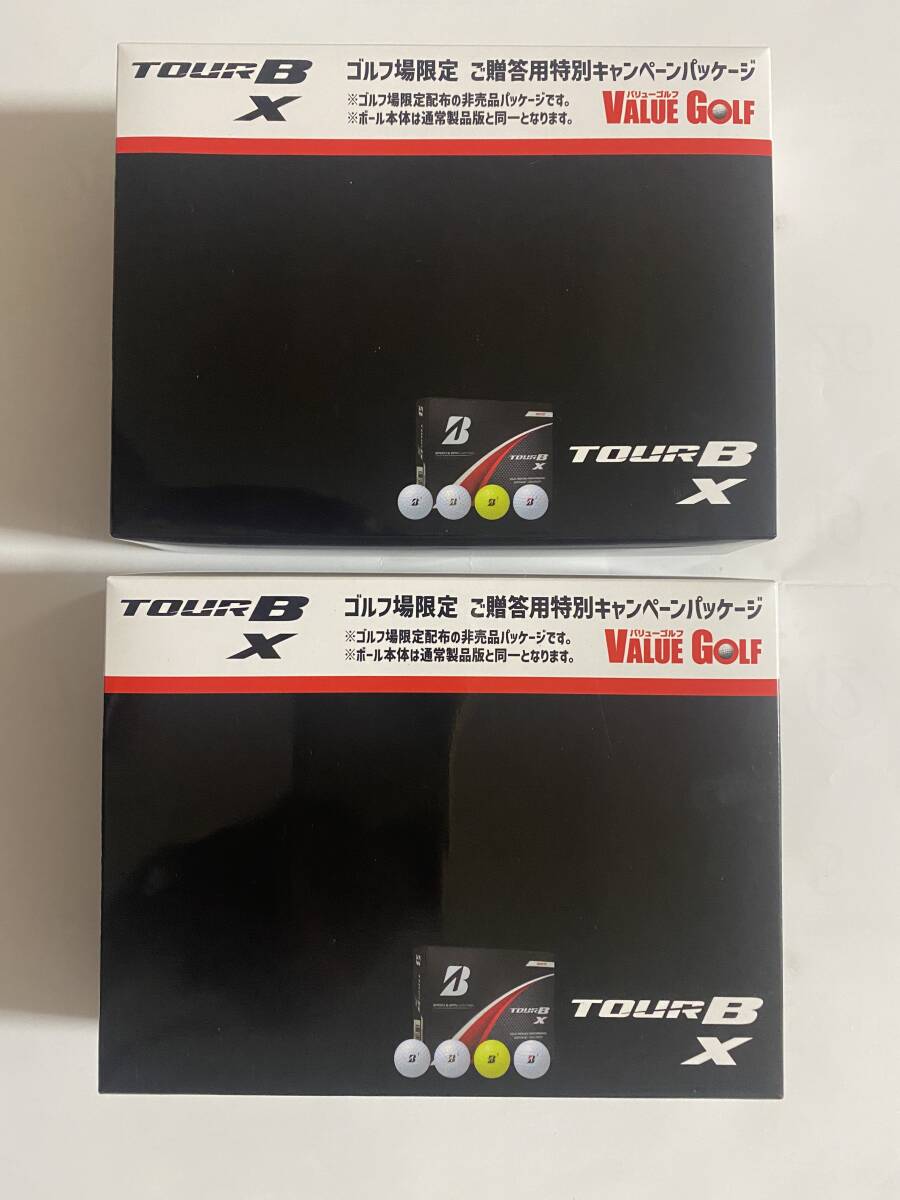 TOUR B X
ゴルフ場限定 ご贈答用特別キャンペーンパッケージ
※ゴルフ場限定配布の非売品パッケージです。
※ボール本体は通常製品版と同一となります。
バリューゴルフ
VALUE GOLF
B
TOUR B
X
TOUR B
X
TOUR B
X
ゴルフ場限定 ご贈答用特別キャンペーンパッケージ
※ゴルフ場限定配布の非売品パッケージです。
※ボール本体は通常製品版と同一となります。
バリューゴルフ
VALUE GOLF
B
TOUR B
X
TOUR B
X